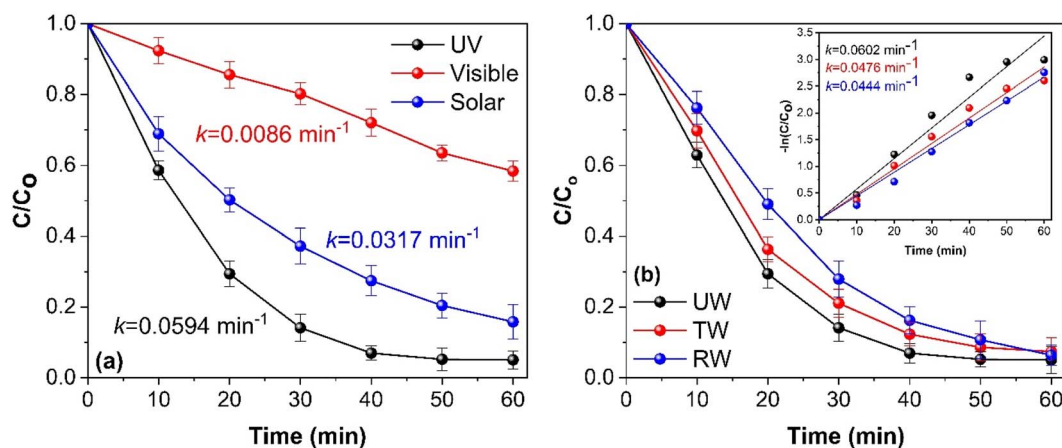 C/C₀
1.0
0.8
0.6
0.4
0.2
0.0
UV
Visible
Solar
k=0.0086 min⁻¹
k=0.0317 min⁻¹
k=0.0594 min⁻¹
(a)
0 10 20 30 40 50 60
Time (min)
C/Cₒ
1.0
0.8
0.6
0.4
0.2
0.0
(b)
UW
TW
RW
0 10 20 30 40 50 60
Time (min)
-ln(C/Cₒ)
3.5
3.0
2.5
2.0
1.5
1.0
0.5
0.0
k=0.0602 min⁻¹
k=0.0476 min⁻¹
k=0.0444 min⁻¹
0 10 20 30 40 50 60
Time (min)